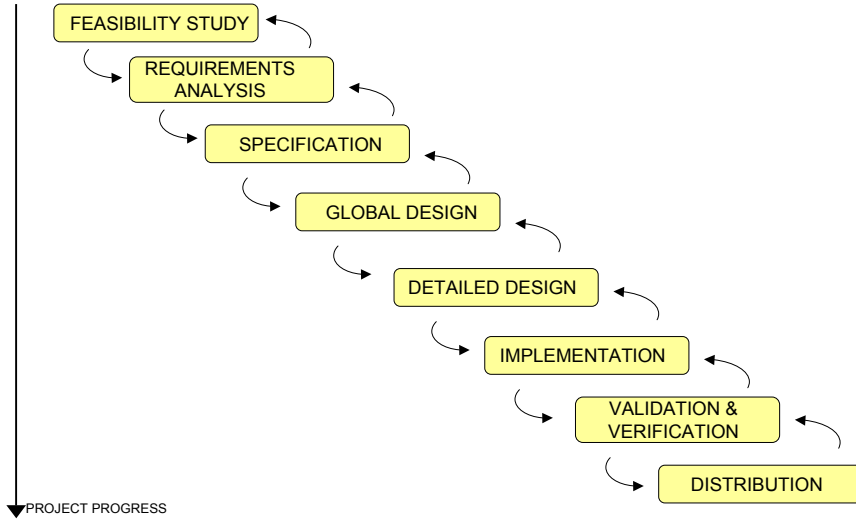 FEASIBILITY STUDY
REQUIREMENTS
ANALYSIS
SPECIFICATION
GLOBAL DESIGN
DETAILED DESIGN
IMPLEMENTATION
VALIDATION &
VERIFICATION
DISTRIBUTION
PROJECT PROGRESS